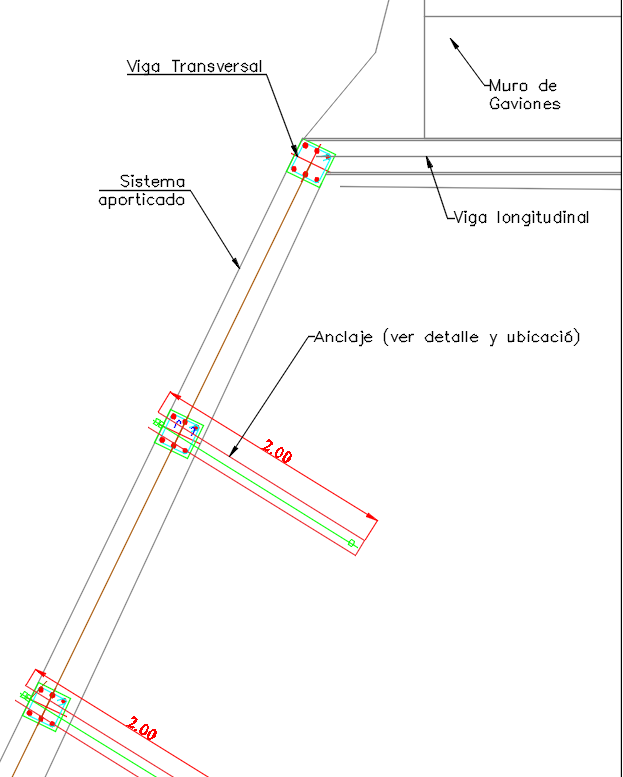 Viga Transversal
Muro de
Gaviones
Sistema
aporticado
Viga longitudinal
Anclaje (ver detalle y ubicació)
2.00
2.00